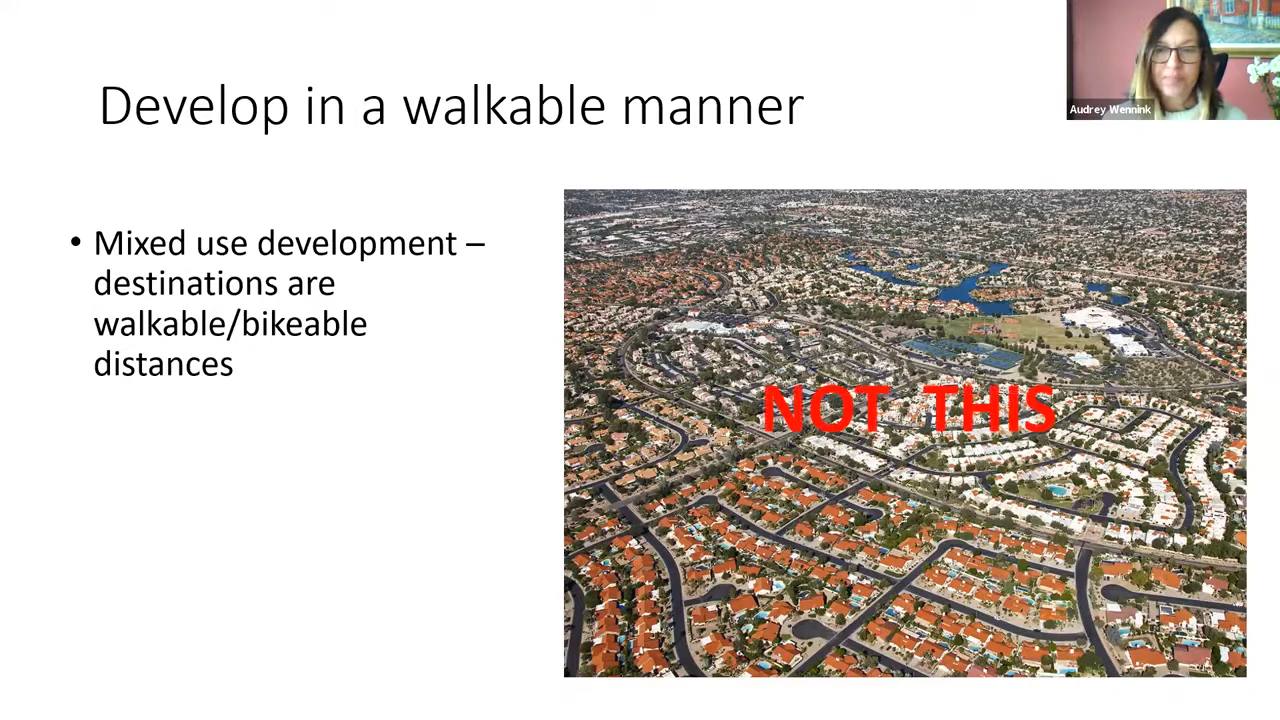 Develop in a walkable manner
Audrey Wennink
• Mixed use development –
destinations are
walkable/bikeable
distances
NOT THIS